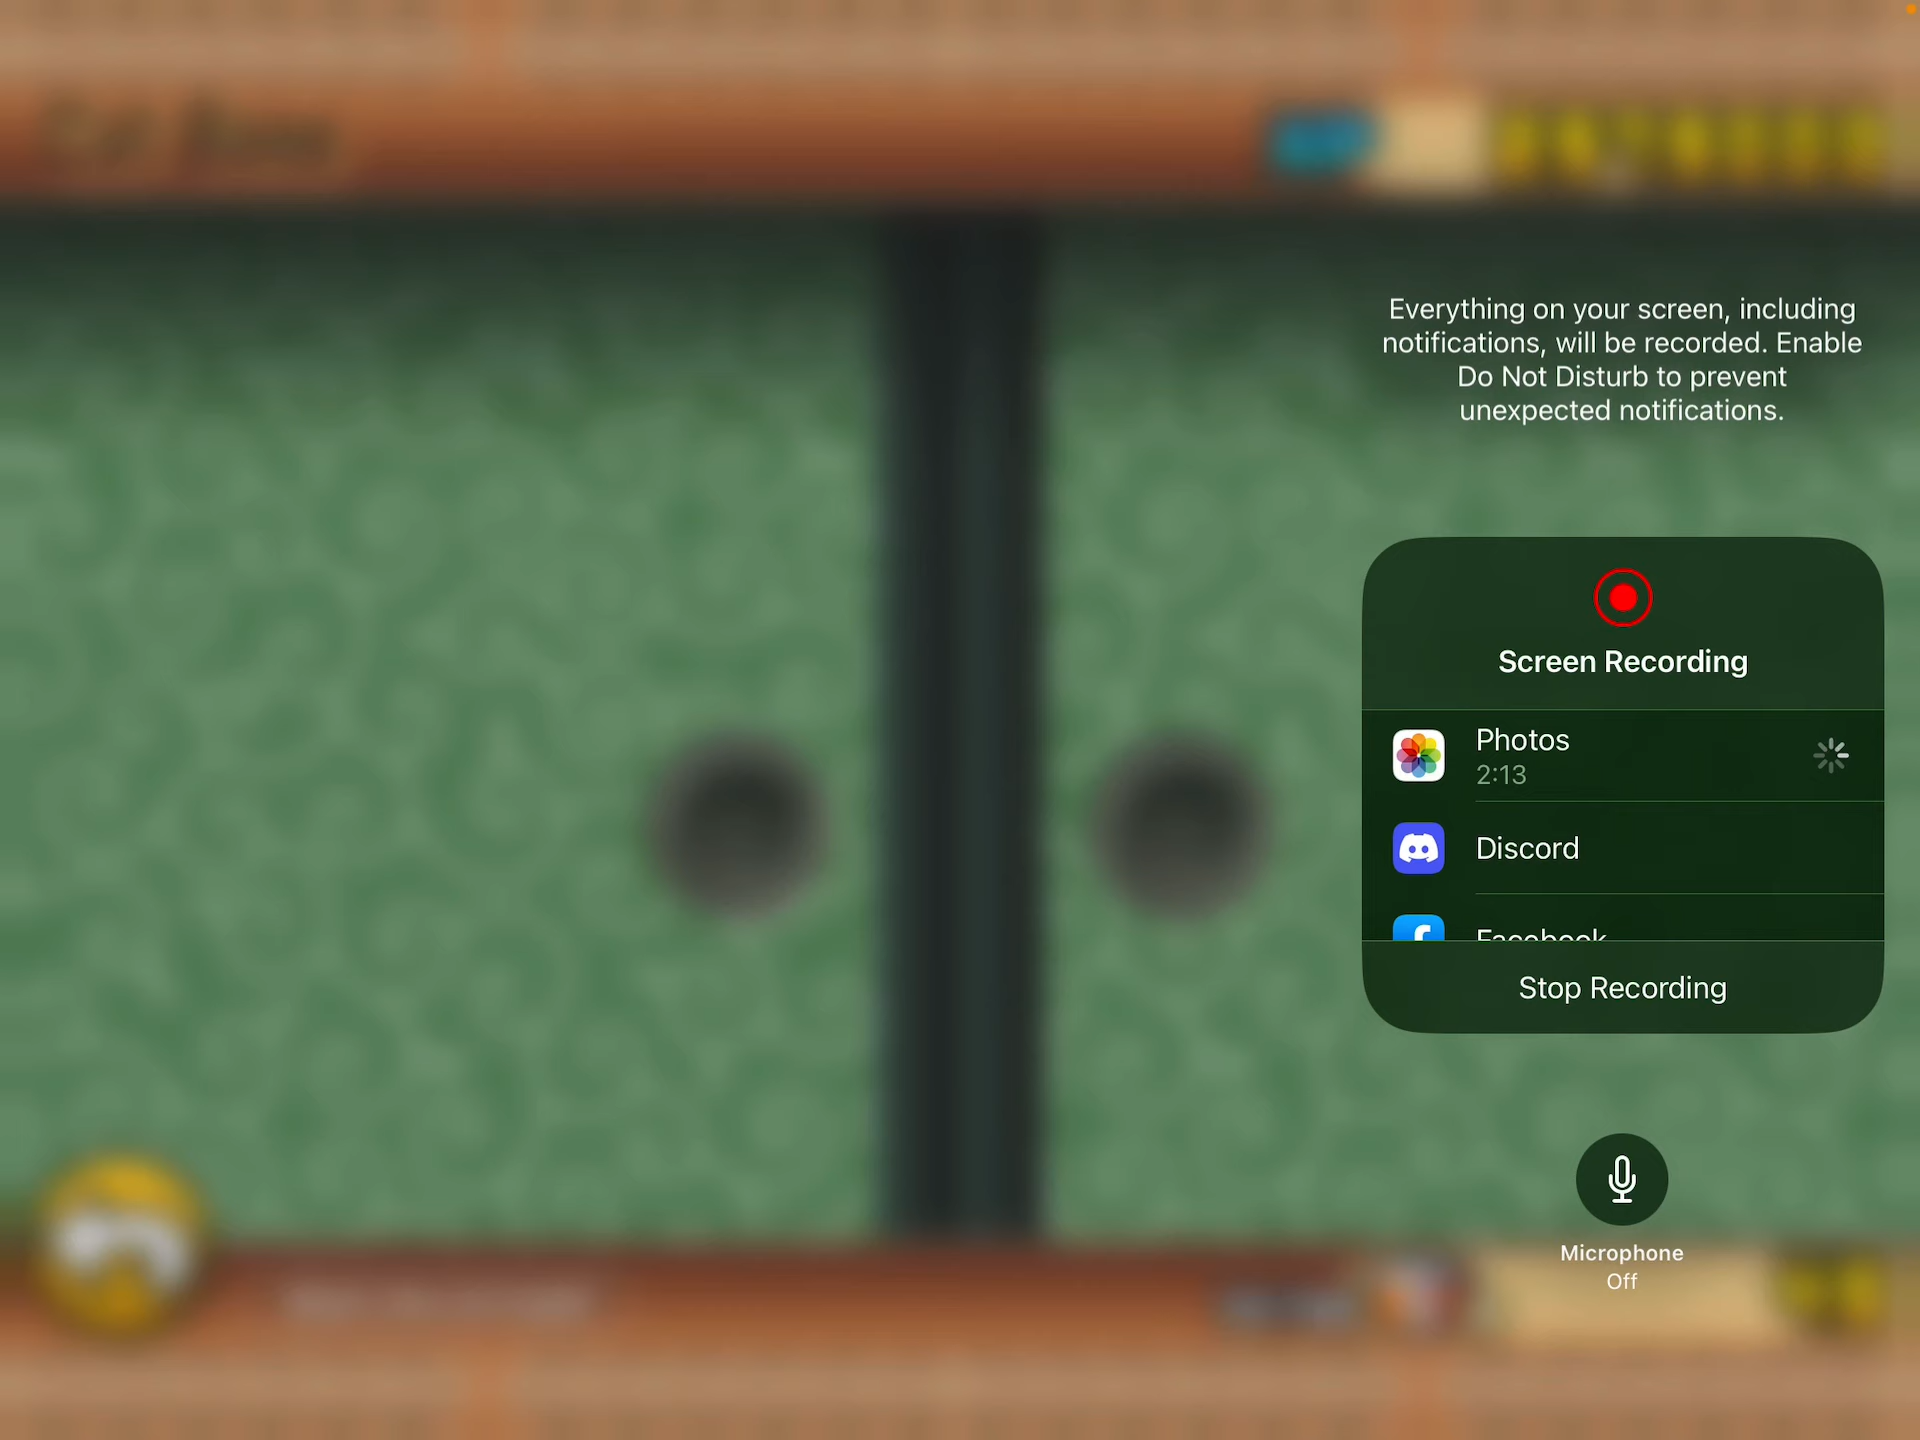 Everything on your screen, including
notifications, will be recorded. Enable
Do Not Disturb to prevent
unexpected notifications.
Screen Recording
Photos
2:13
Discord
Facebook
Stop Recording
Microphone
Off